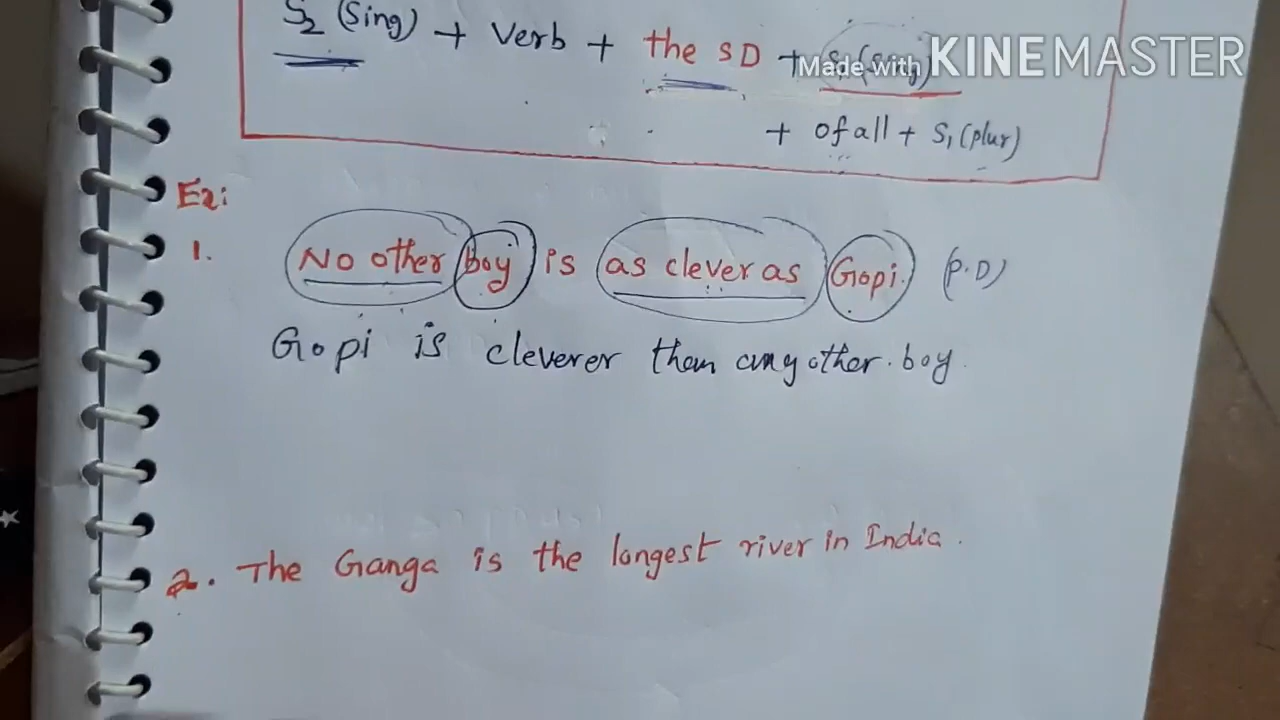 S2 (Sing) + Verb + the SD +
Made with KINEMASTER
+ of all + S1 (plur)
Ex:
1. No other boy is as clever as Gopi. (P.D)
Gopi is cleverer than any other boy.
2. The Ganga is the longest river in India.